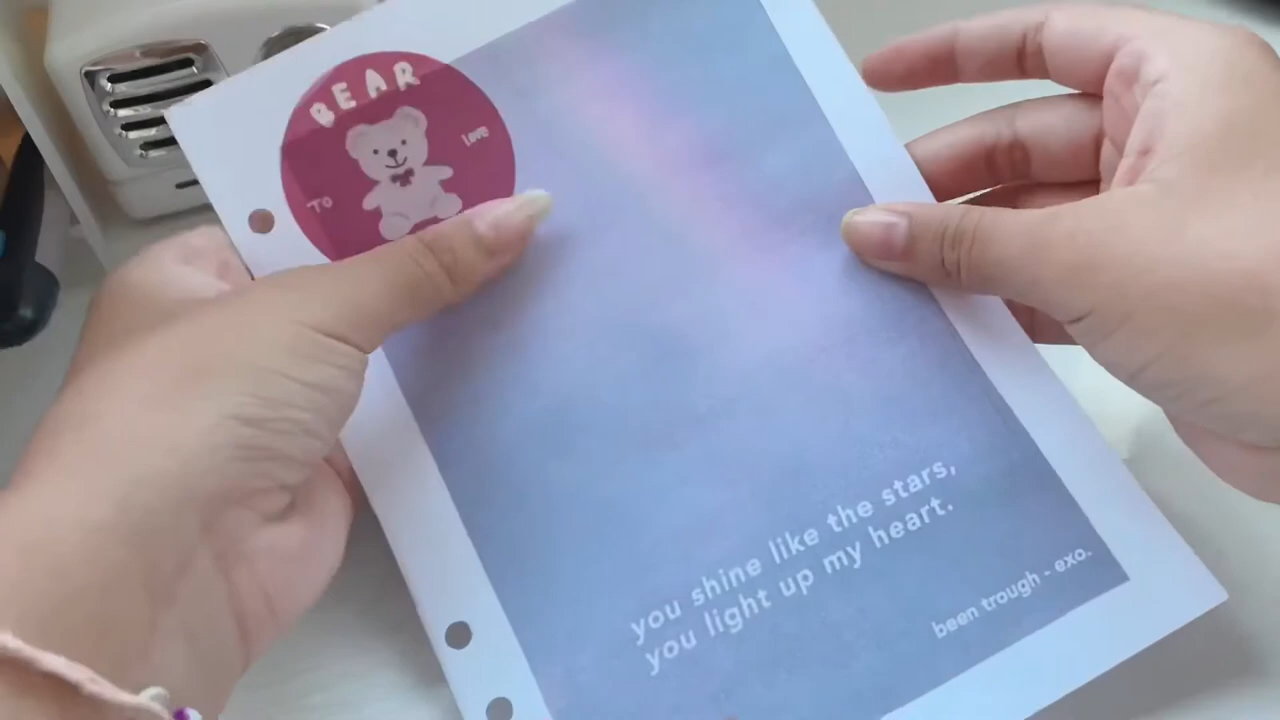 BEAR
Love
To
you shine like the stars,
you light up my heart.
been trough - exo.